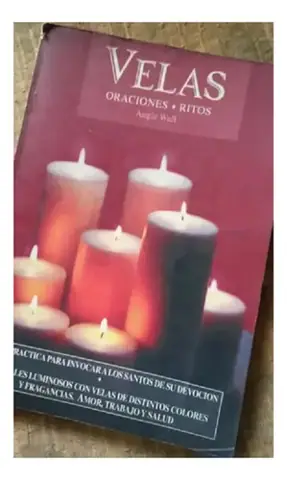 VELAS
ORACIONES • RITOS
Angie Wall
PRACTICA PARA INVOCAR A LOS SANTOS DE SU DEVOCION
•
LES LUMINOSOS CON VELAS DE DISTINTOS COLORES
Y FRAGANCIAS, AMOR, TRABAJO Y SALUD